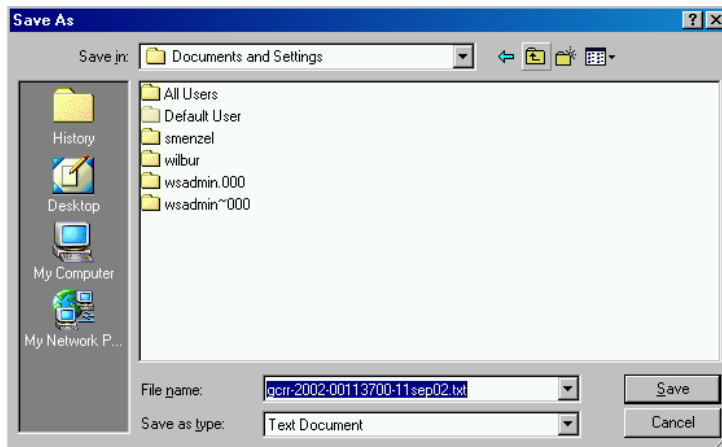 Save As
Save in:
Documents and Settings
History
Desktop
My Computer
My Network P...
All Users
Default User
smenzel
wilbur
wsadmin.000
wsadmin~000
File name:
gcrr-2002-00113700-11sep02.txt
Save
Save as type:
Text Document
Cancel